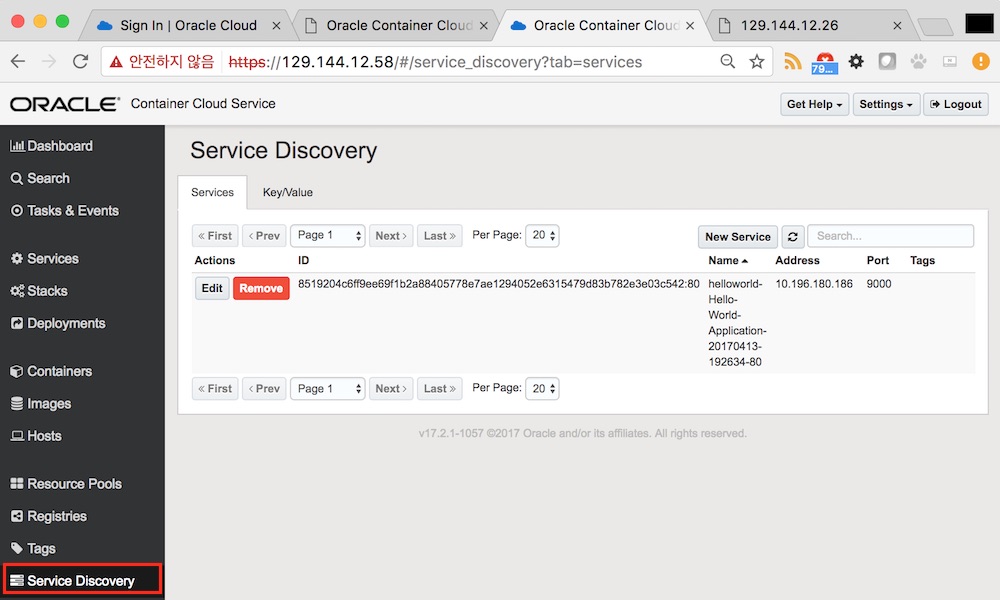 Sign In | Oracle Cloud
Oracle Container Cloud
Oracle Container Cloud
129.144.12.26
안전하지 않음 https://129.144.12.58/#/service_discovery?tab=services
79...
ORACLE® Container Cloud Service
Get Help
Settings
Logout
Dashboard
Search
Tasks & Events
Services
Stacks
Deployments
Containers
Images
Hosts
Resource Pools
Registries
Tags
Service Discovery
Service Discovery
Services Key/Value
« First ‹ Prev Page 1 Next › Last » Per Page: 20 New Service Search...
Actions ID Name Address Port Tags
Edit Remove 8519204c6ff9ee69f1b2a88405778e7ae1294052e6315479d83b782e3e03c542:80 helloworld- 10.196.180.186 9000
Hello-
World-
Application-
20170413-
192634-80
« First ‹ Prev Page 1 Next › Last » Per Page: 20
v17.2.1-1057 ©2017 Oracle and/or its affiliates. All rights reserved.